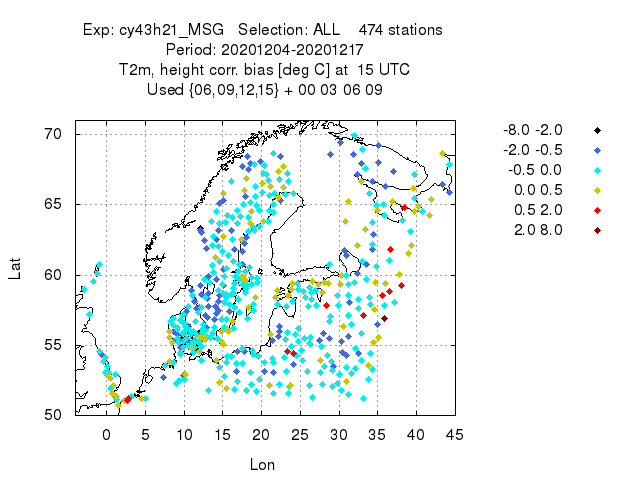 Exp: cy43h21_MSG   Selection: ALL    474 stations
Period: 20201204-20201217
T2m, height corr. bias [deg C] at  15 UTC
Used {06,09,12,15} + 00 03 06 09
70
65
60
55
50
Lat
0 5 10 15 20 25 30 35 40 45
Lon
-8.0 -2.0
-2.0 -0.5
-0.5 0.0
0.0 0.5
0.5 2.0
2.0 8.0